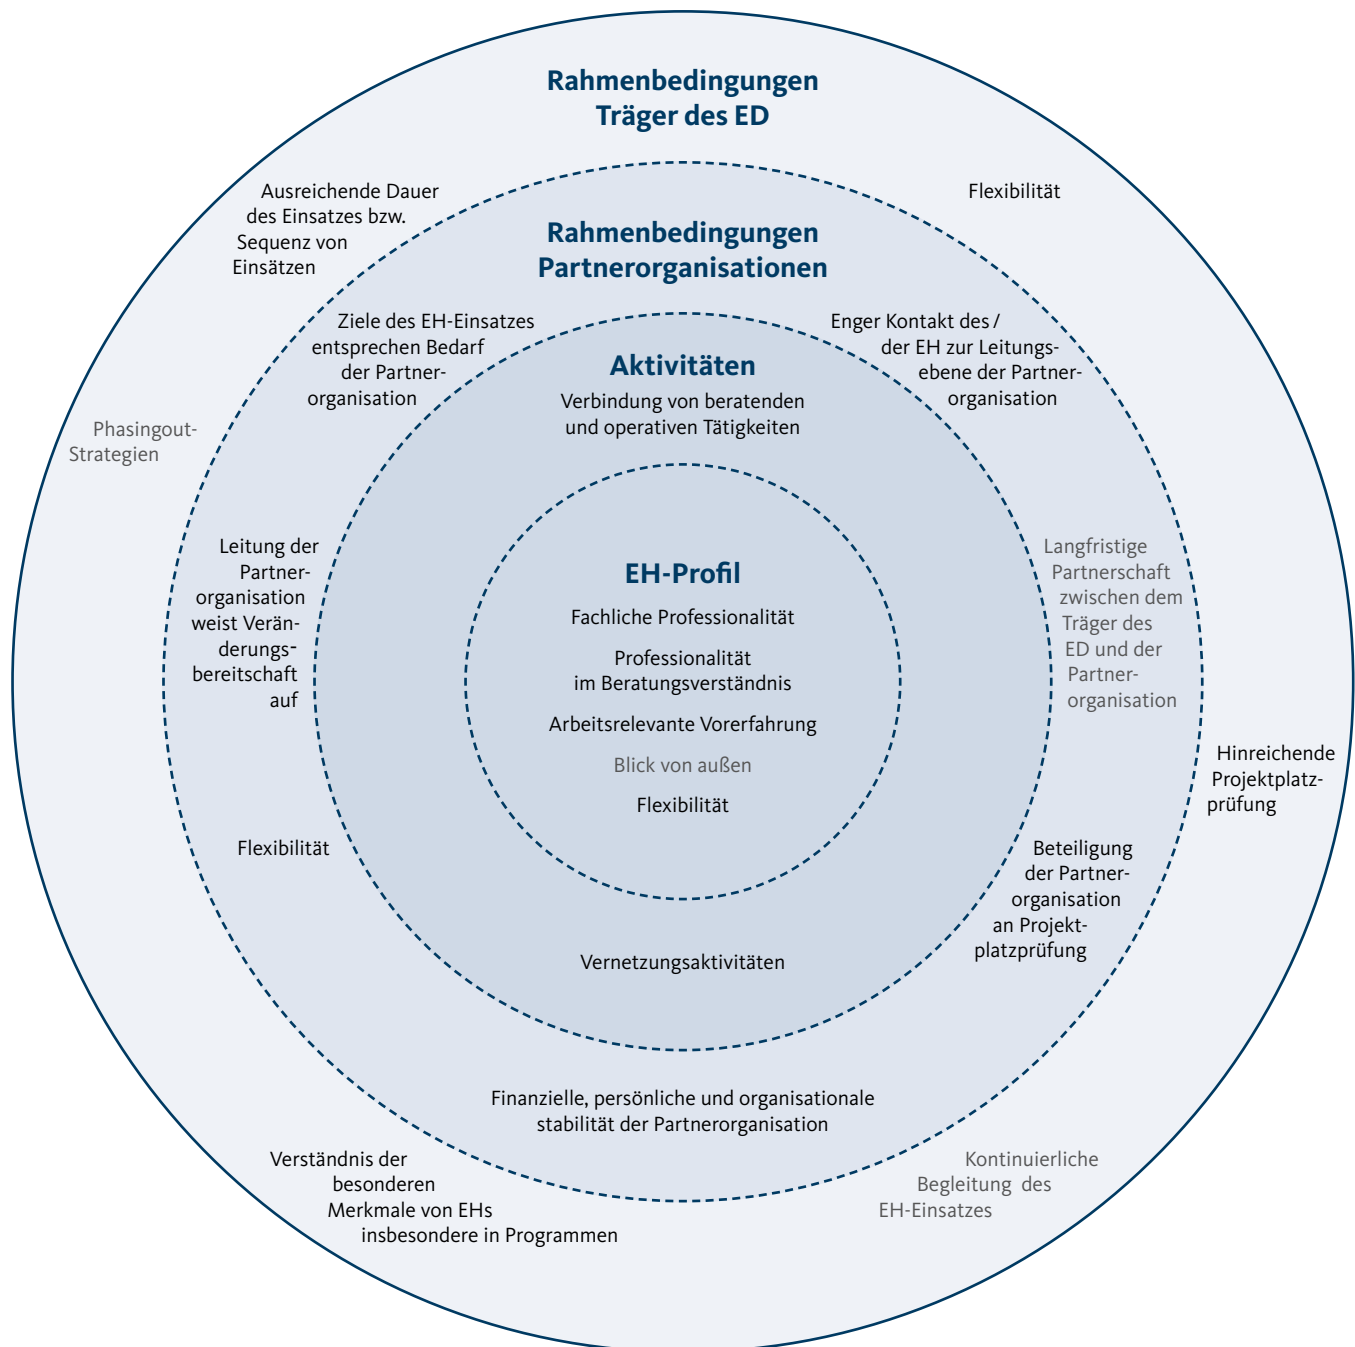 Rahmenbedingungen
Träger des ED
Ausreichende Dauer
des Einsatzes bzw.
Sequenz von
Einsätzen
Flexibilität
Rahmenbedingungen
Partnerorganisationen
Ziele des EH-Einsatzes
entsprechen Bedarf
der Partner-
organisation
Enger Kontakt des /
der EH zur Leitungs-
ebene der Partner-
organisation
Aktivitäten
Verbindung von beratenden
und operativen Tätigkeiten
Phasingout-
Strategien
Leitung der
Partner-
organisation
weist Verän-
derungs-
bereitschaft
auf
EH-Profil
Fachliche Professionalität
Professionalität
im Beratungsverständnis
Arbeitsrelevante Vorerfahrung
Blick von außen
Flexibilität
Langfristige
Partnerschaft
zwischen dem
Träger des
ED und der
Partner-
organisation
Hinreichende
Projektplatz-
prüfung
Flexibilität
Beteiligung
der Partner-
organisation
an Projekt-
platzprüfung
Vernetzungsaktivitäten
Finanzielle, persönliche und organisationale
stabilität der Partnerorganisation
Verständnis der
besonderen
Merkmale von EHs
insbesondere in Programmen
Kontinuierliche
Begleitung des
EH-Einsatzes